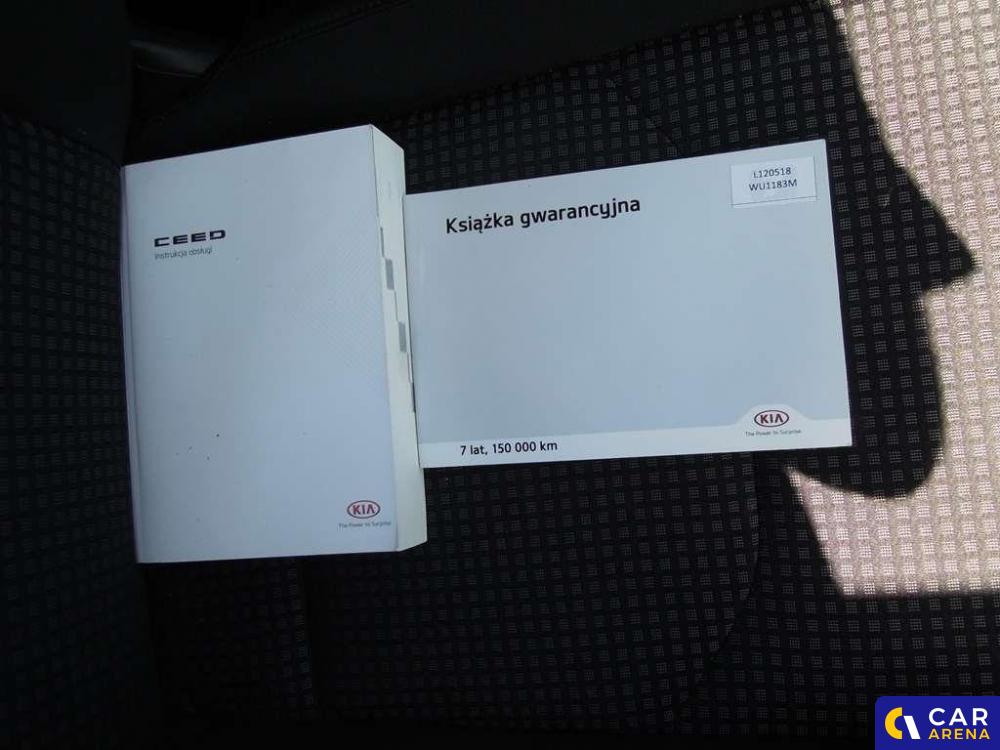 CEED
Instrukcja obsługi
KIA
The Power to Surprise
Książka gwarancyjna
L120518
WU1183M
7 lat, 150 000 km
KIA
The Power to Surprise
CAR
ARENA